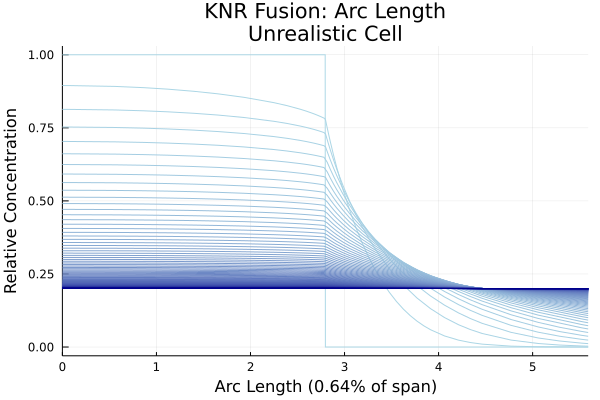 KNR Fusion: Arc Length
Unrealistic Cell
Relative Concentration
1.00
0.75
0.50
0.25
0.00
0 1 2 3 4 5
Arc Length (0.64% of span)